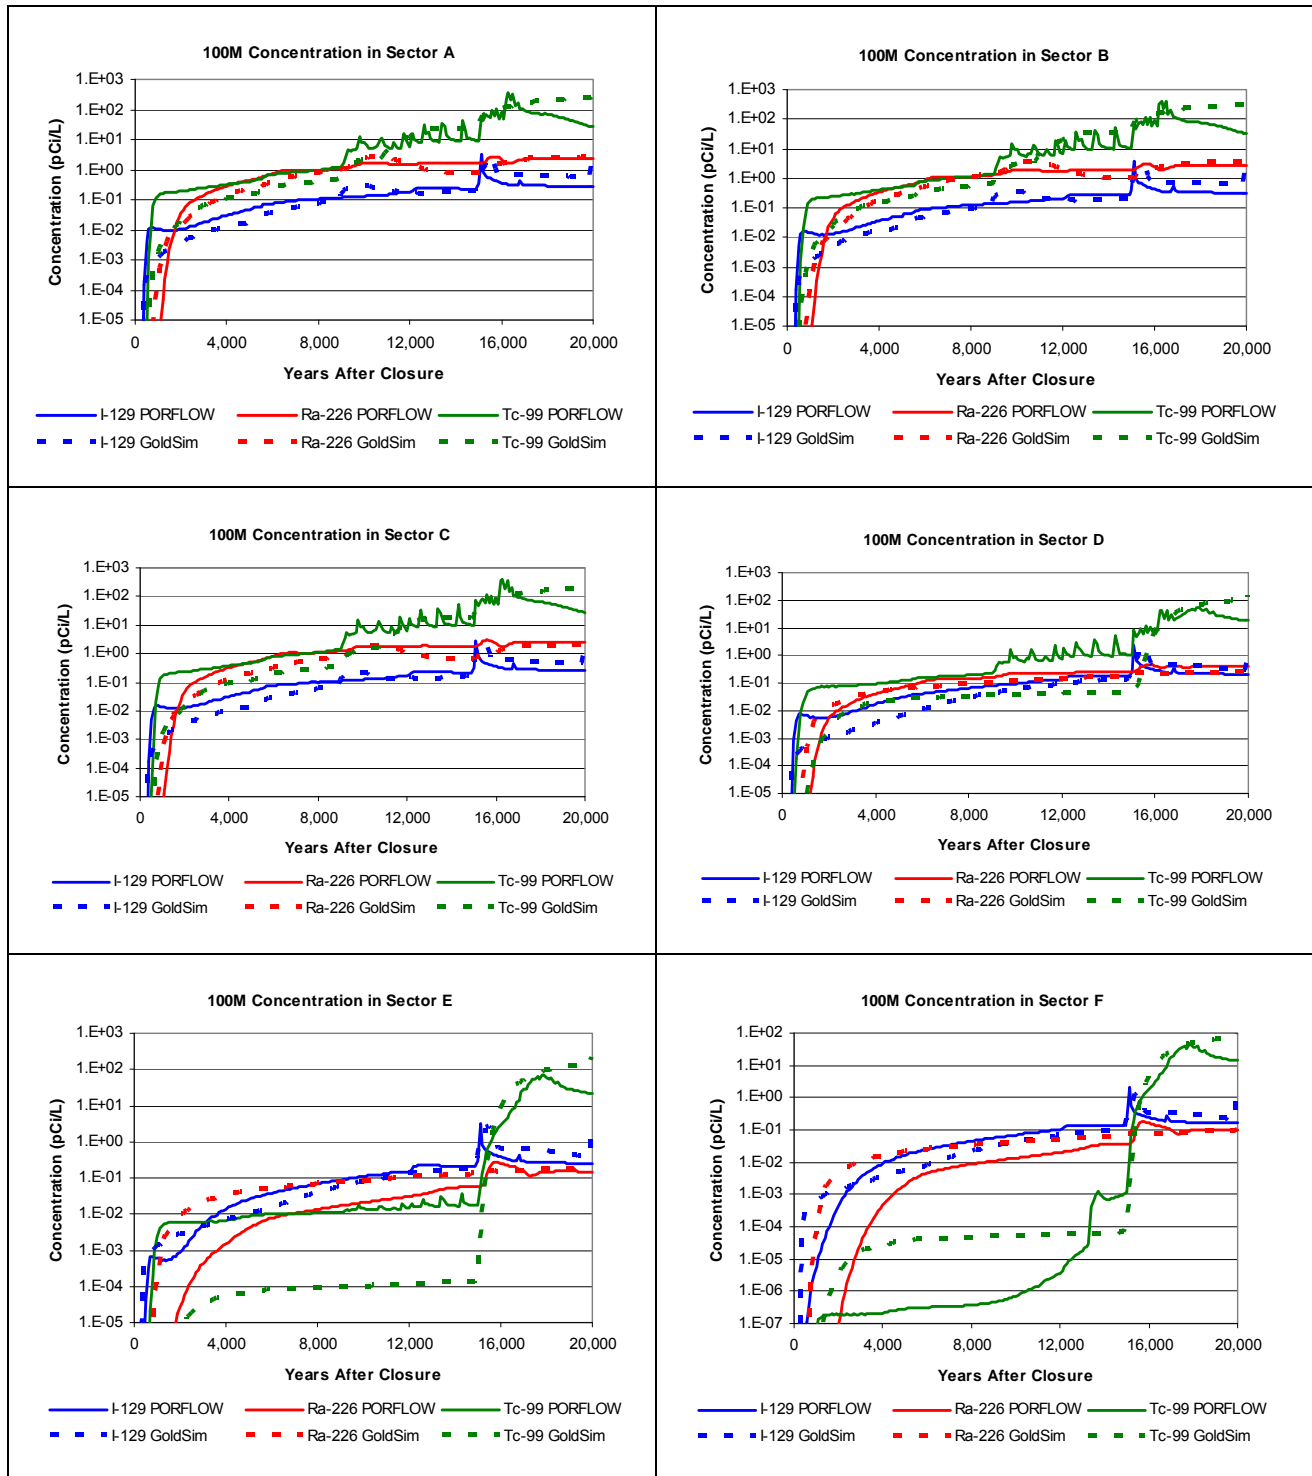 100M Concentration in Sector A
1.E+03
1.E+02
1.E+01
1.E+00
1.E-01
1.E-02
1.E-03
1.E-04
1.E-05
Concentration (pCi/L)
0 4,000 8,000 12,000 16,000 20,000
Years After Closure
I-129 PORFLOW Ra-226 PORFLOW Tc-99 PORFLOW
I-129 GoldSim Ra-226 GoldSim Tc-99 GoldSim
100M Concentration in Sector B
1.E+03
1.E+02
1.E+01
1.E+00
1.E-01
1.E-02
1.E-03
1.E-04
1.E-05
Concentration (pCi/L)
0 4,000 8,000 12,000 16,000 20,000
Years After Closure
I-129 PORFLOW Ra-226 PORFLOW Tc-99 PORFLOW
I-129 GoldSim Ra-226 GoldSim Tc-99 GoldSim
100M Concentration in Sector C
1.E+03
1.E+02
1.E+01
1.E+00
1.E-01
1.E-02
1.E-03
1.E-04
1.E-05
Concentration (pCi/L)
0 4,000 8,000 12,000 16,000 20,000
Years After Closure
I-129 PORFLOW Ra-226 PORFLOW Tc-99 PORFLOW
I-129 GoldSim Ra-226 GoldSim Tc-99 GoldSim
100M Concentration in Sector D
1.E+03
1.E+02
1.E+01
1.E+00
1.E-01
1.E-02
1.E-03
1.E-04
1.E-05
Concentration (pCi/L)
0 4,000 8,000 12,000 16,000 20,000
Years After Closure
I-129 PORFLOW Ra-226 PORFLOW Tc-99 PORFLOW
I-129 GoldSim Ra-226 GoldSim Tc-99 GoldSim
100M Concentration in Sector E
1.E+03
1.E+02
1.E+01
1.E+00
1.E-01
1.E-02
1.E-03
1.E-04
1.E-05
Concentration (pCi/L)
0 4,000 8,000 12,000 16,000 20,000
Years After Closure
I-129 PORFLOW Ra-226 PORFLOW Tc-99 PORFLOW
I-129 GoldSim Ra-226 GoldSim Tc-99 GoldSim
100M Concentration in Sector F
1.E+02
1.E+01
1.E+00
1.E-01
1.E-02
1.E-03
1.E-04
1.E-05
1.E-06
1.E-07
Concentration (pCi/L)
0 4,000 8,000 12,000 16,000 20,000
Years After Closure
I-129 PORFLOW Ra-226 PORFLOW Tc-99 PORFLOW
I-129 GoldSim Ra-226 GoldSim Tc-99 GoldSim